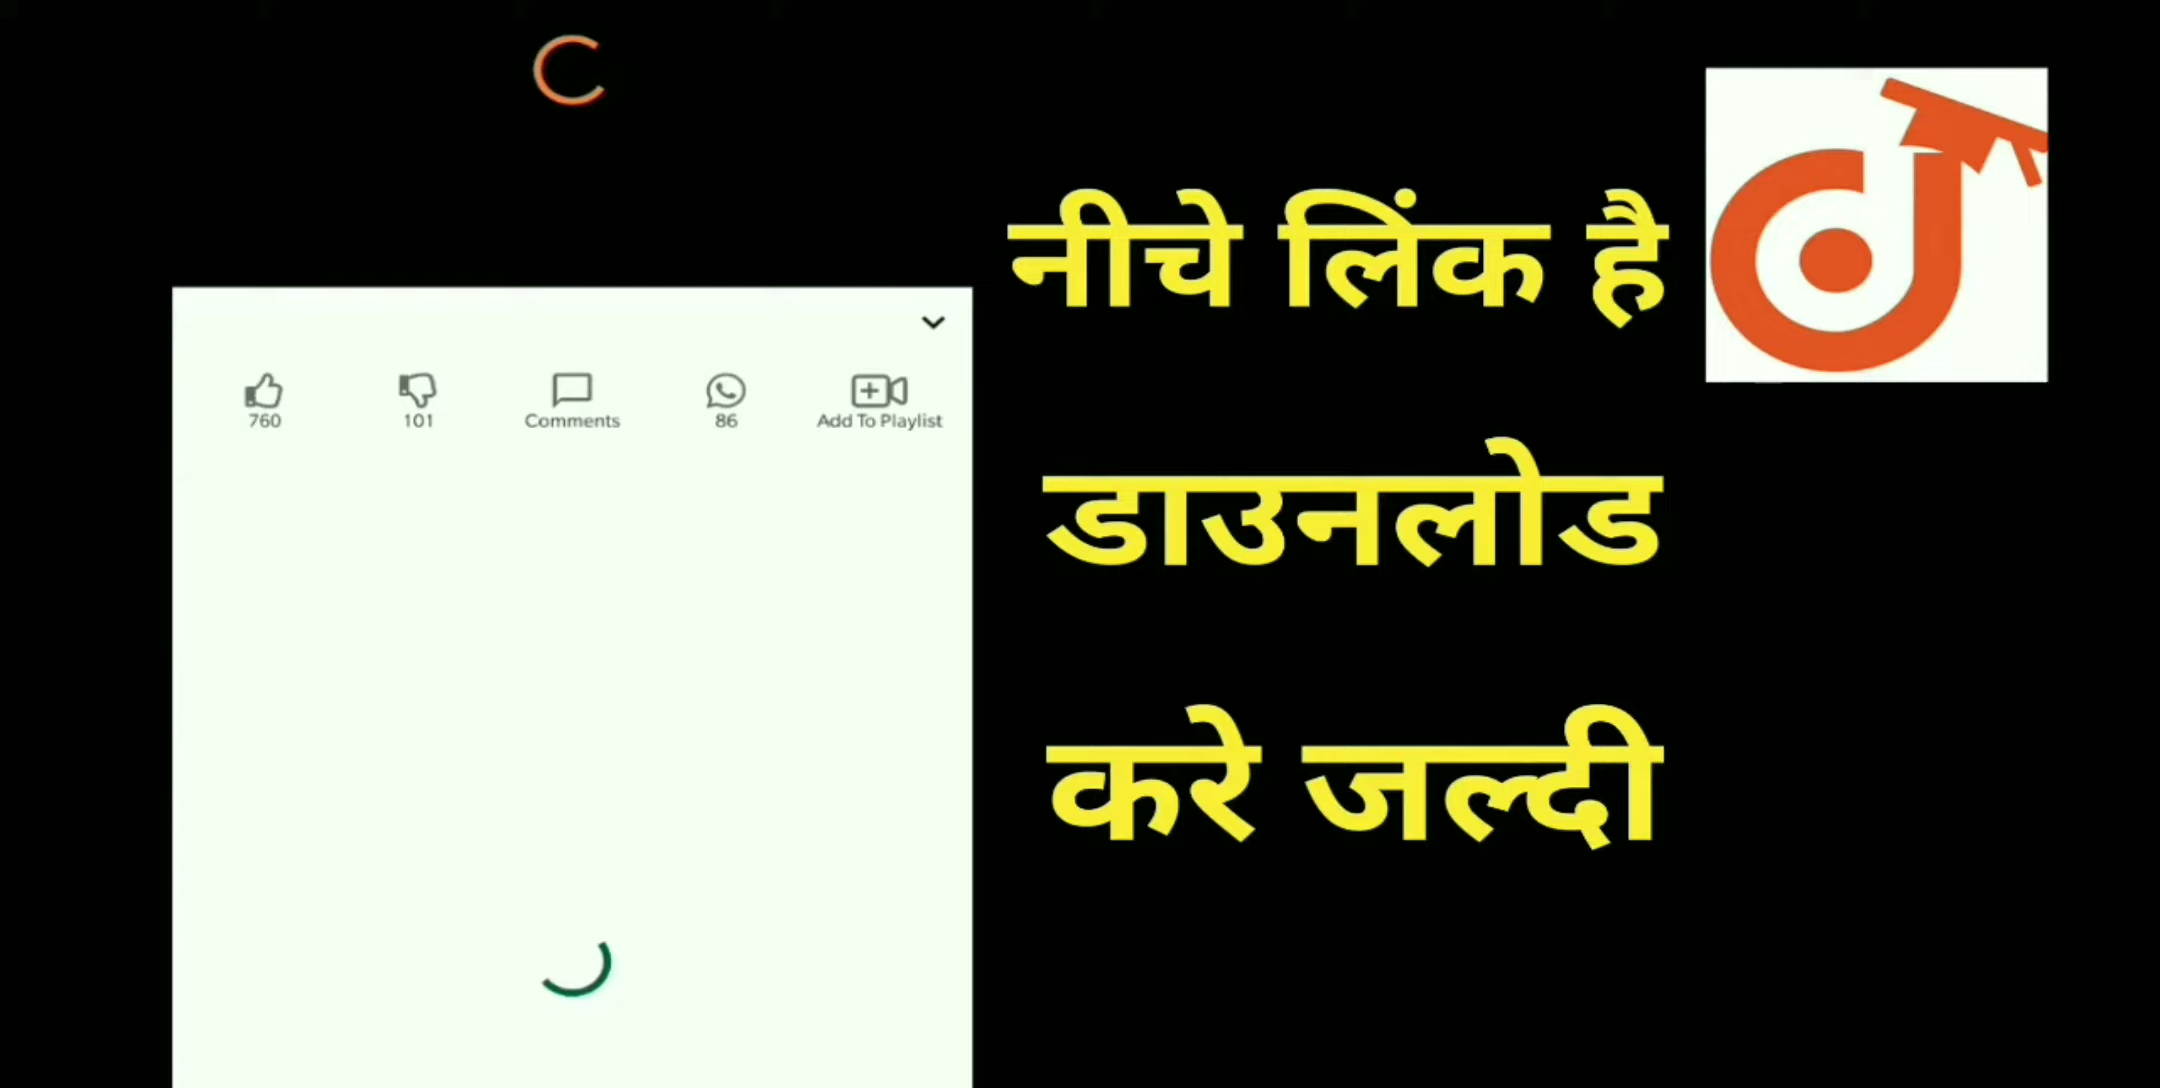 नीचे लिंक है
760
101
Comments
86
Add To Playlist
डाउनलोड
करे जल्दी